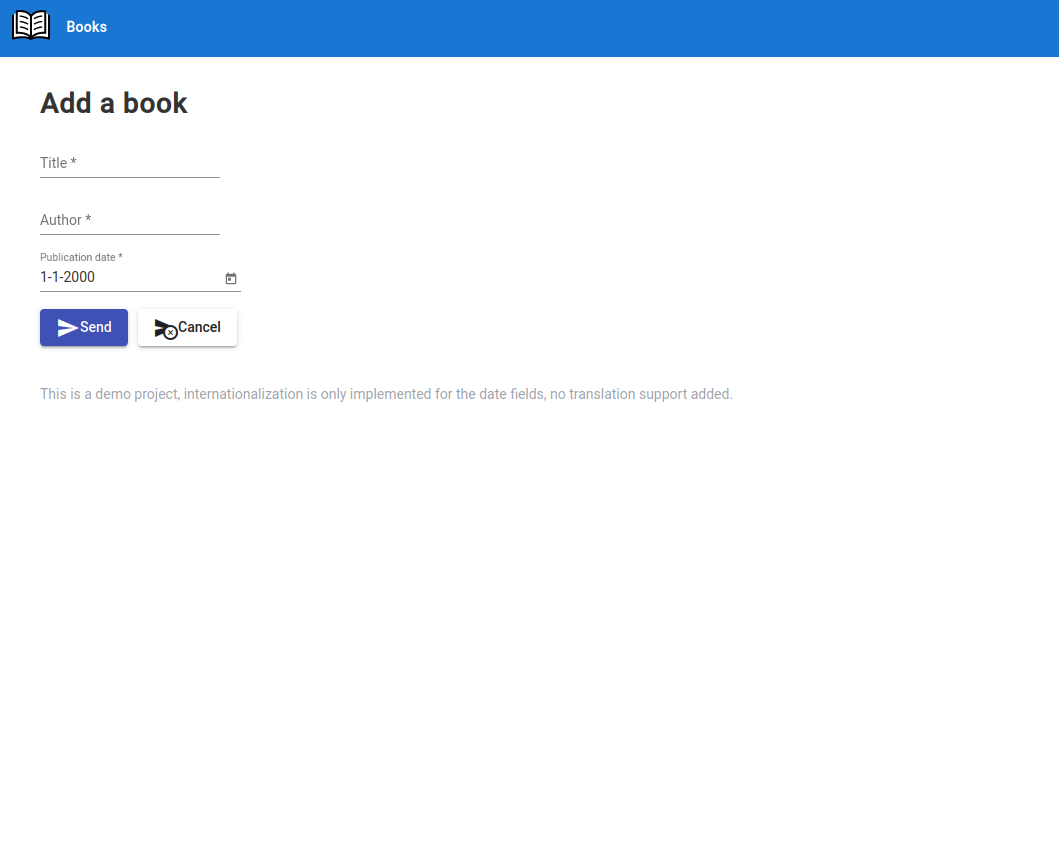 Books
Add a book
Title *
Author *
Publication date *
1-1-2000
Send Cancel
This is a demo project, internationalization is only implemented for the date fields, no translation support added.